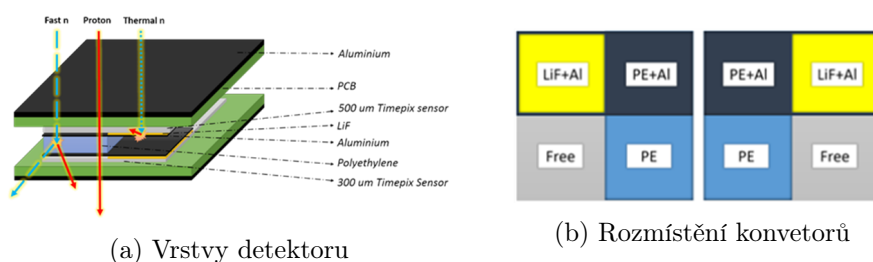 Fast n Proton Thermal n
Aluminium
PCB
500 um Timepix sensor
LiF
Aluminium
Polyethylene
300 um Timepix Sensor
(a) Vrstvy detektoru
LiF+Al PE+Al PE+Al LiF+Al
Free PE PE Free
(b) Rozmístění konvetorů